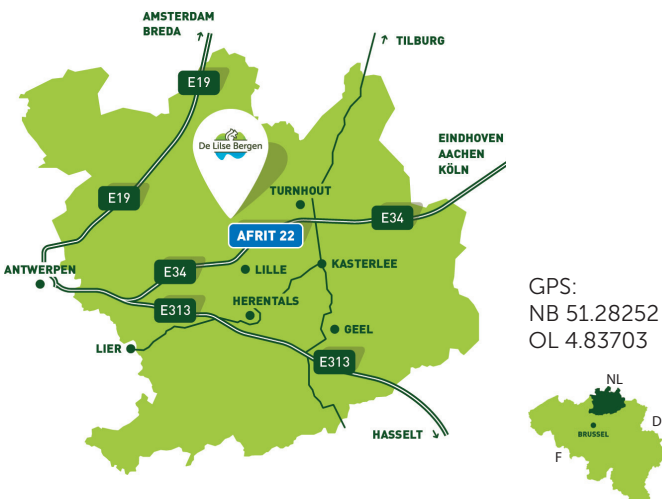 AMSTERDAM
BREDA
TILBURG
E19
De Lilse Bergen
EINDHOVEN
AACHEN
KÖLN
E19
TURNHOUT
E34
AFRIT 22
ANTWERPEN
E34
LILLE
KASTERLEE
HERENTALS
E313
GEEL
LIER
E313
HASSELT
GPS:
NB 51.28252
OL 4.83703
NL
D
BRUSSEL
F